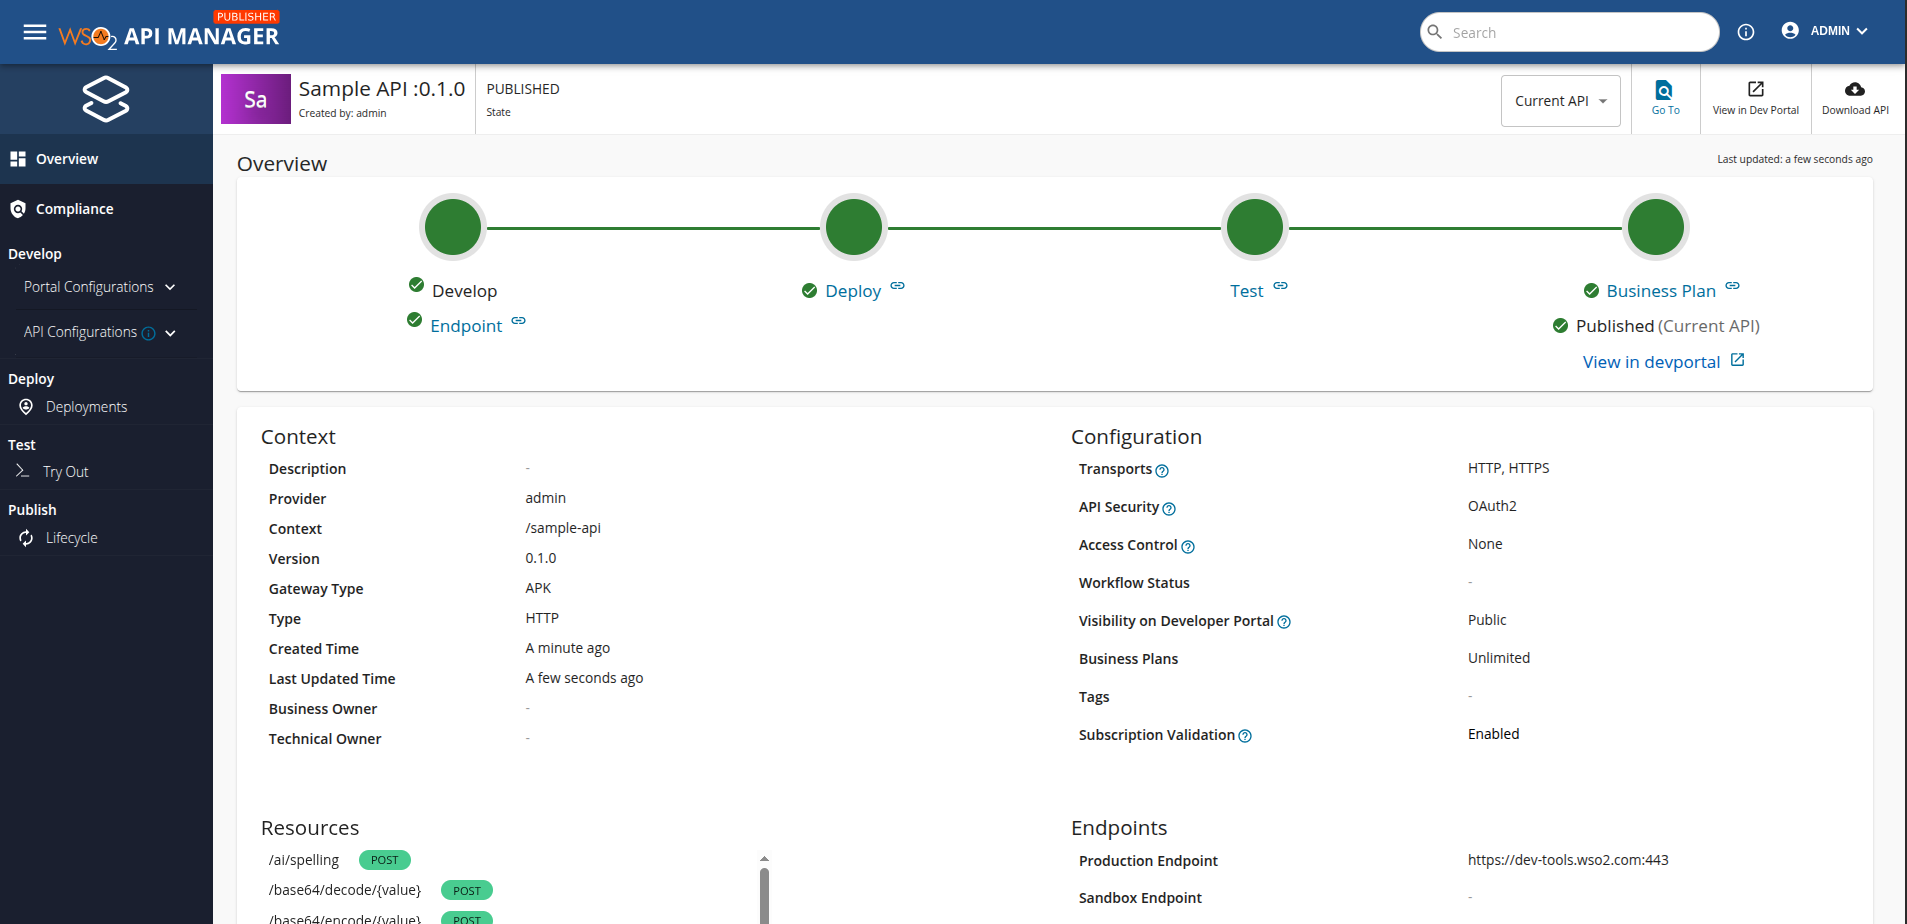 PUBLISHER
WSO2 API MANAGER
Search
ADMIN
Sa
Sample API :0.1.0
Created by: admin
PUBLISHED
State
Current API
Go To
View in Dev Portal
Download API
Overview
Compliance
Develop
Portal Configurations
API Configurations
Deploy
Deployments
Test
Try Out
Publish
Lifecycle
Overview
Last updated: a few seconds ago
Develop
Endpoint
Deploy
Test
Business Plan
Published (Current API)
View in devportal
Context
Description -
Provider admin
Context /sample-api
Version 0.1.0
Gateway Type APK
Type HTTP
Created Time A minute ago
Last Updated Time A few seconds ago
Business Owner -
Technical Owner -
Configuration
Transports HTTP, HTTPS
API Security OAuth2
Access Control None
Workflow Status -
Visibility on Developer Portal Public
Business Plans Unlimited
Tags -
Subscription Validation Enabled
Resources
/ai/spelling POST
/base64/decode/{value} POST
/base64/encode/{value} POST
Endpoints
Production Endpoint https://dev-tools.wso2.com:443
Sandbox Endpoint -